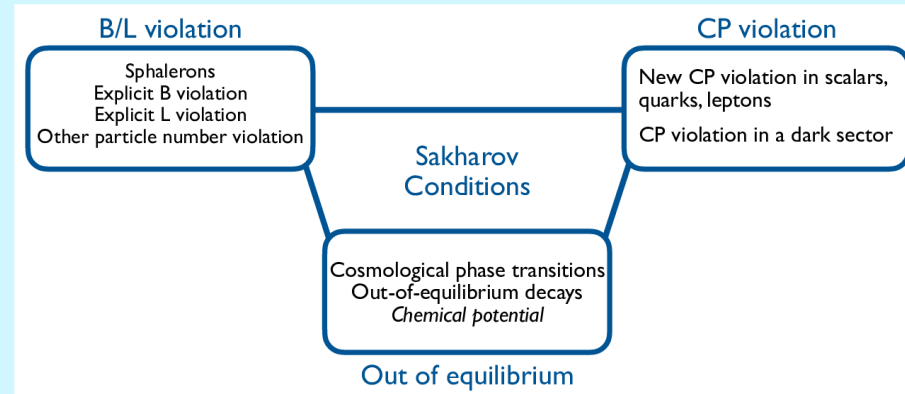 B/L violation
Sphalerons
Explicit B violation
Explicit L violation
Other particle number violation
CP violation
New CP violation in scalars,
quarks, leptons
CP violation in a dark sector
Sakharov
Conditions
Cosmological phase transitions
Out-of-equilibrium decays
Chemical potential
Out of equilibrium